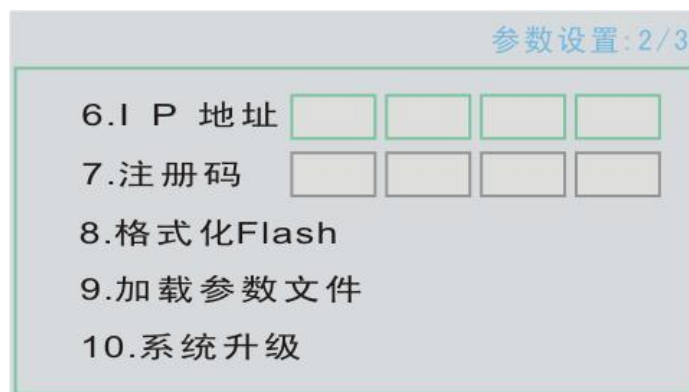 参数设置:2/3
6.I P 地址
7.注册码
8.格式化Flash
9.加载参数文件
10.系统升级